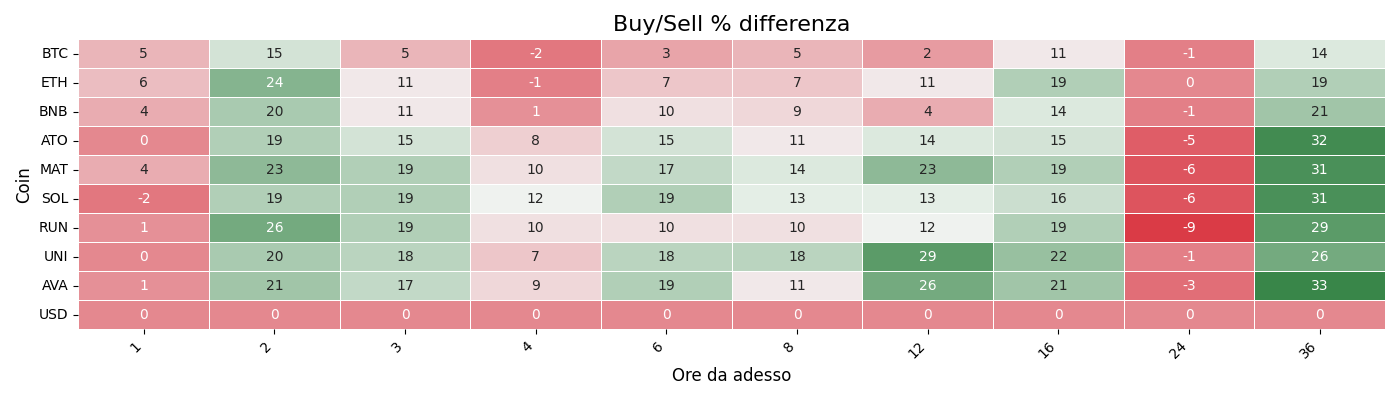 Buy/Sell % differenza
Coin
BTC 5 15 5 -2 3 5 2 11 -1 14
ETH 6 24 11 -1 7 7 11 19 0 19
BNB 4 20 11 1 10 9 4 14 -1 21
ATO 0 19 15 8 15 11 14 15 -5 32
MAT 4 23 19 10 17 14 23 19 -6 31
SOL -2 19 19 12 19 13 13 16 -6 31
RUN 1 26 19 10 10 10 12 19 -9 29
UNI 0 20 18 7 18 18 29 22 -1 26
AVA 1 21 17 9 19 11 26 21 -3 33
USD 0 0 0 0 0 0 0 0 0 0
1 2 3 4 6 8 12 16 24 36
Ore da adesso